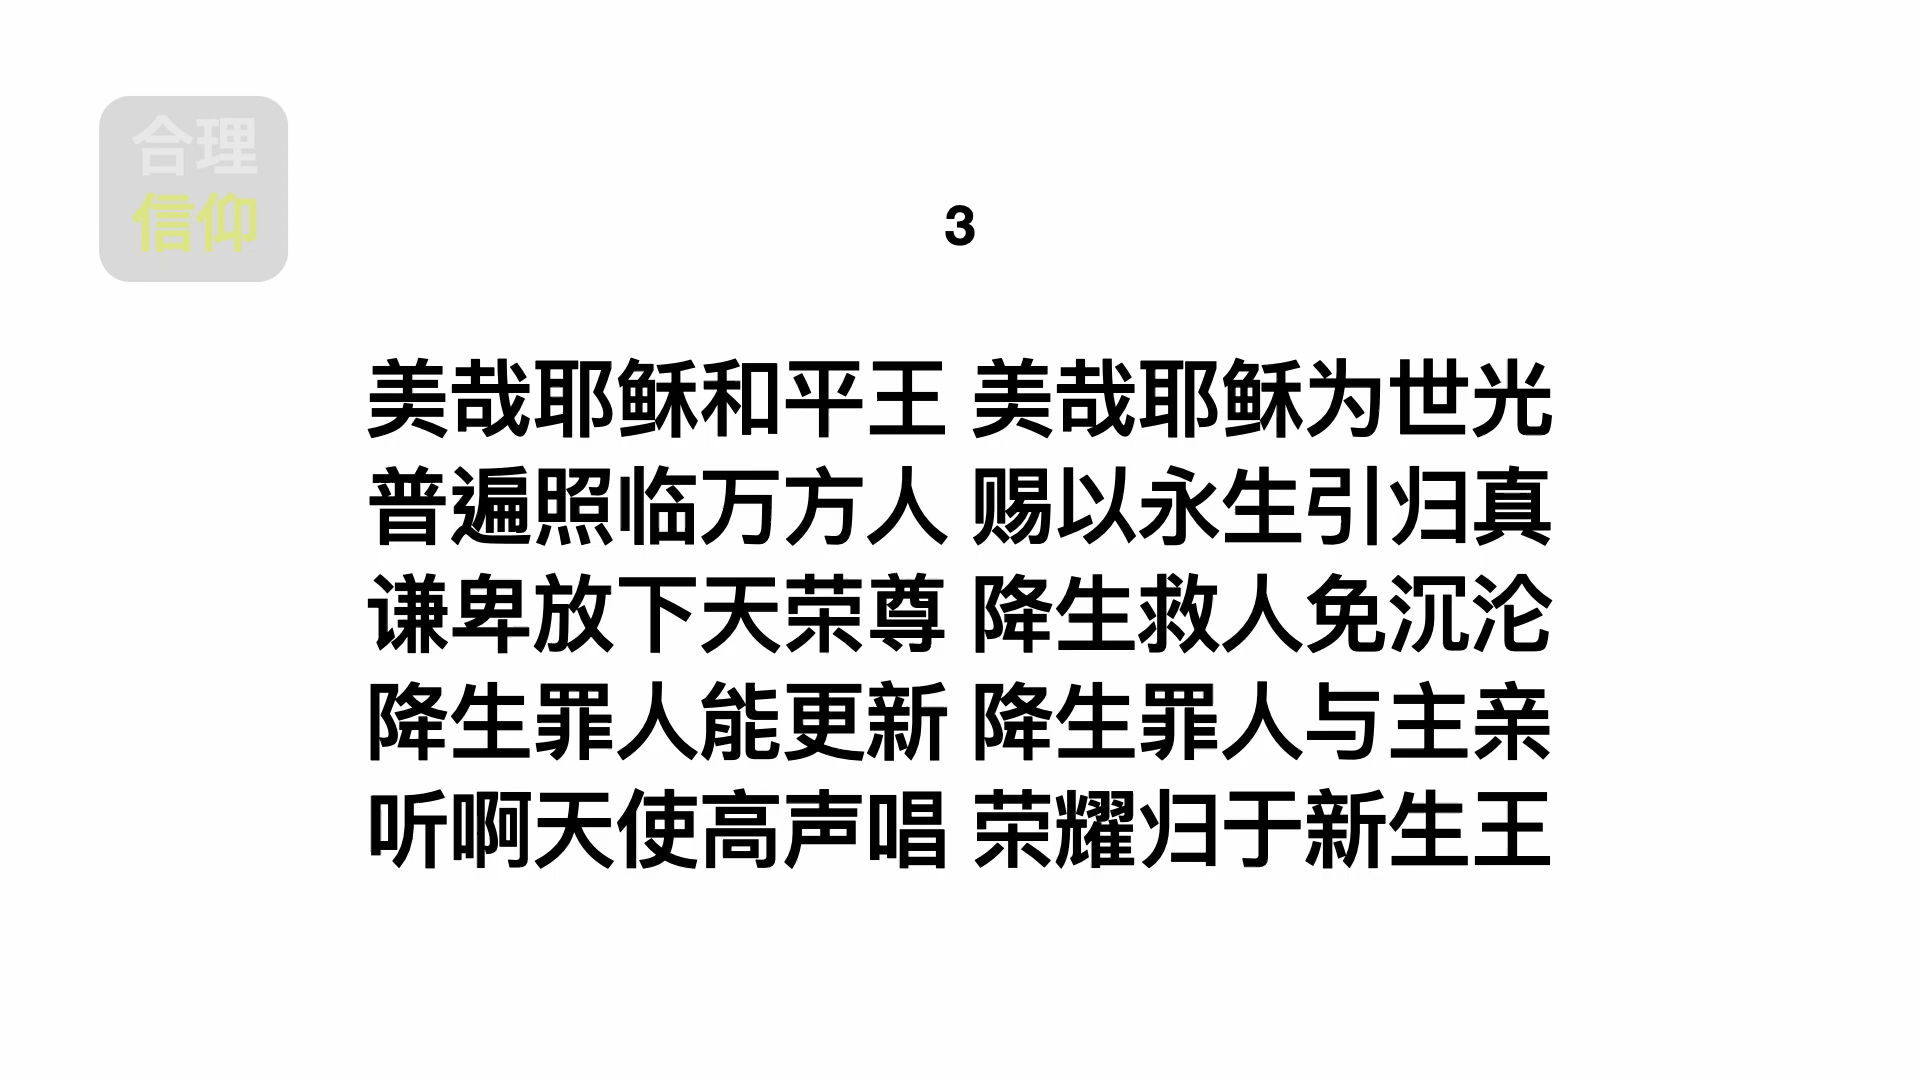 合理
信仰
3
美哉耶稣和平王 美哉耶稣为世光
普遍照临万方人 赐以永生引归真
谦卑放下天荣尊 降生救人免沉沦
降生罪人能更新 降生罪人与主亲
听啊天使高声唱 荣耀归于新生王